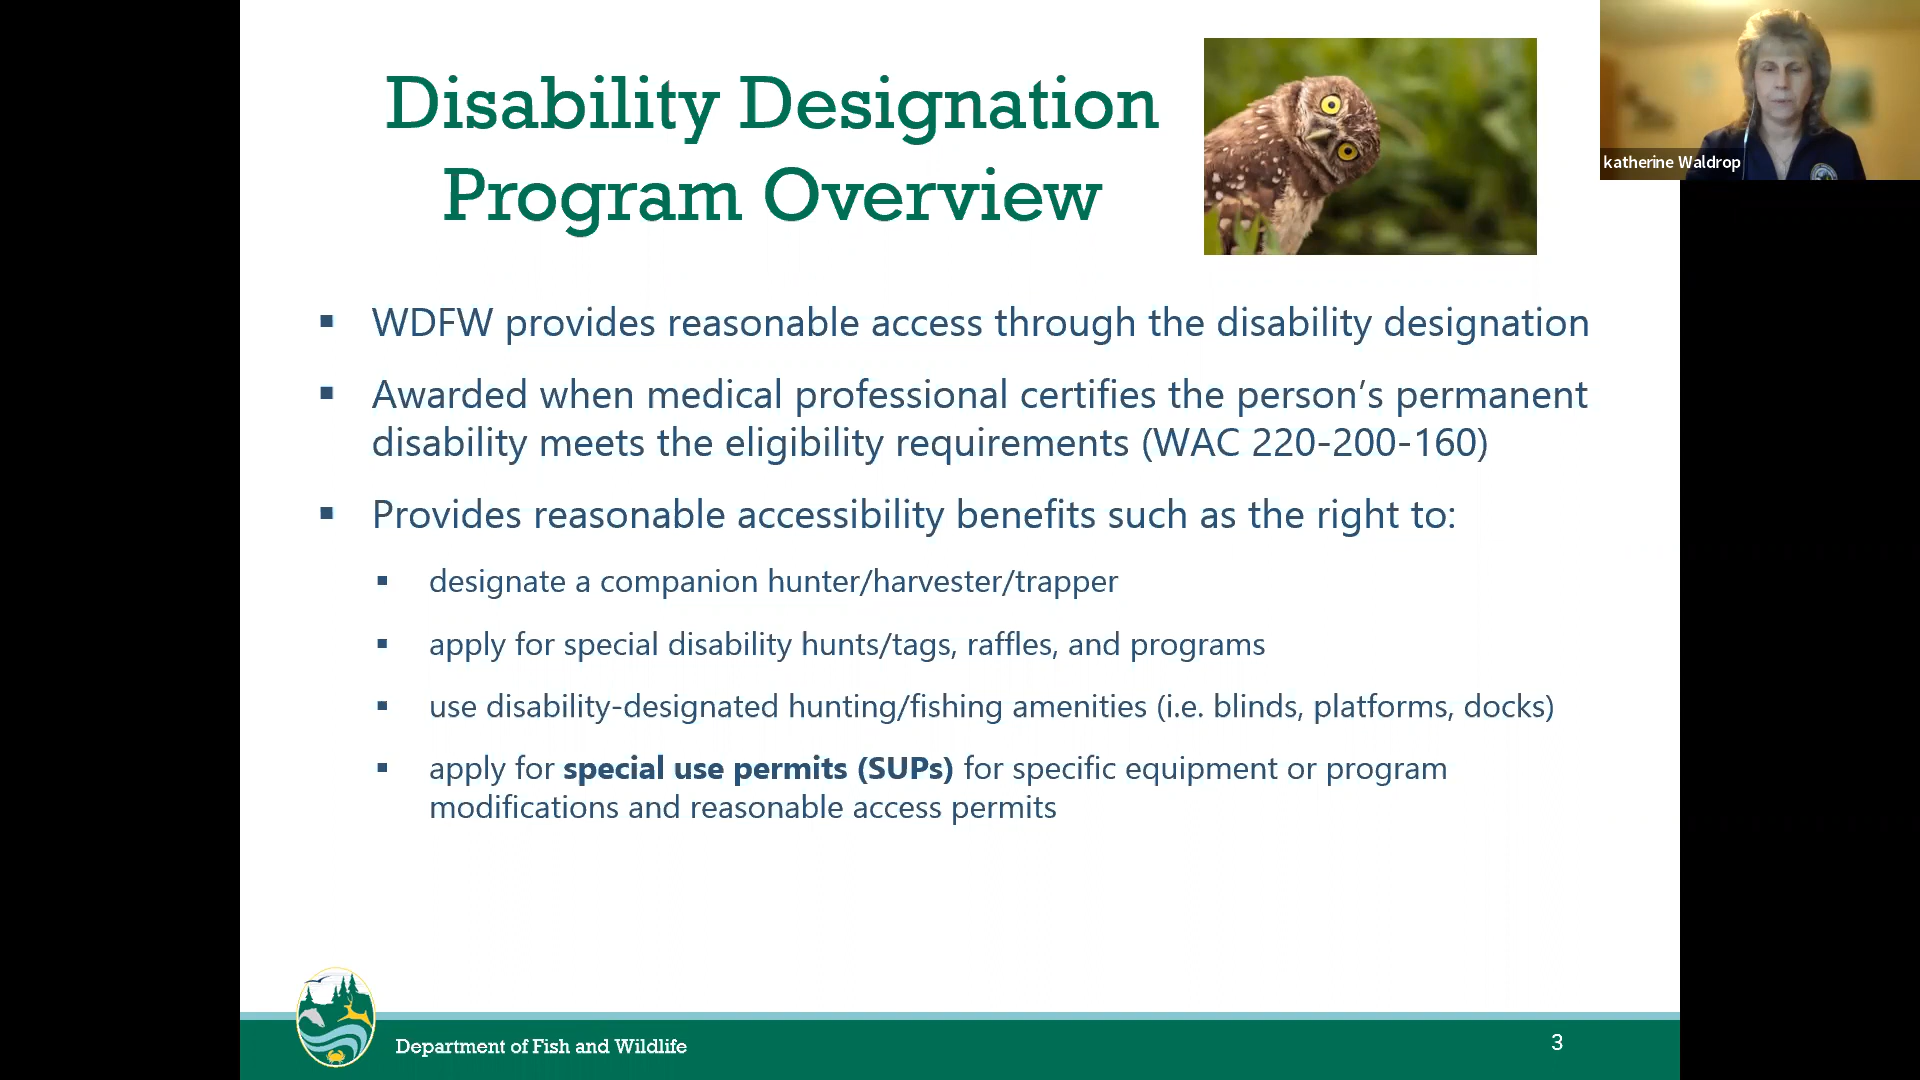 Disability Designation
Program Overview
katherine Waldrop
▪ WDFW provides reasonable access through the disability designation
▪ Awarded when medical professional certifies the person’s permanent
disability meets the eligibility requirements (WAC 220-200-160)
▪ Provides reasonable accessibility benefits such as the right to:
▪ designate a companion hunter/harvester/trapper
▪ apply for special disability hunts/tags, raffles, and programs
▪ use disability-designated hunting/fishing amenities (i.e. blinds, platforms, docks)
▪ apply for special use permits (SUPs) for specific equipment or program
modifications and reasonable access permits
Department of Fish and Wildlife
3